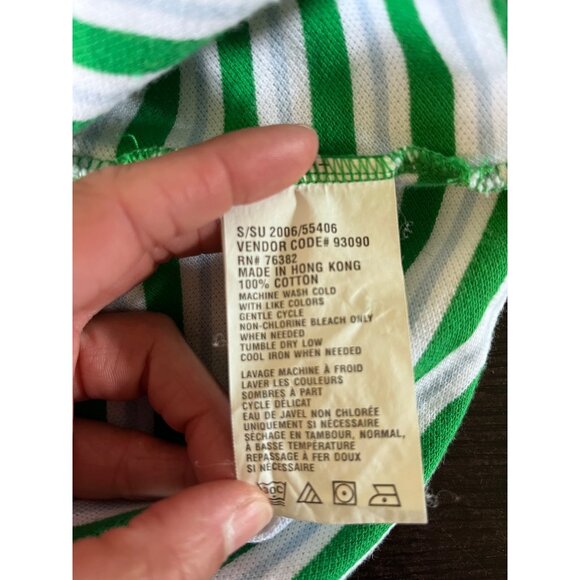 S/SU 2006/55406
VENDOR CODE# 93090
RN# 76382
MADE IN HONG KONG
100% COTTON
MACHINE WASH COLD
WITH LIKE COLORS
GENTLE CYCLE
NON-CHLORINE BLEACH ONLY
WHEN NEEDED
TUMBLE DRY LOW
COOL IRON WHEN NEEDED
LAVAGE MACHINE À FROID
LAVER LES COULEURS
SOMBRES À PART
CYCLE DÉLICAT
EAU DE JAVEL NON CHLORÉE
UNIQUEMENT SI NÉCESSAIRE
SÉCHAGE EN TAMBOUR, NORMAL,
À BASSE TEMPÉRATURE
REPASSAGE À FER DOUX
SI NÉCESSAIRE
30C